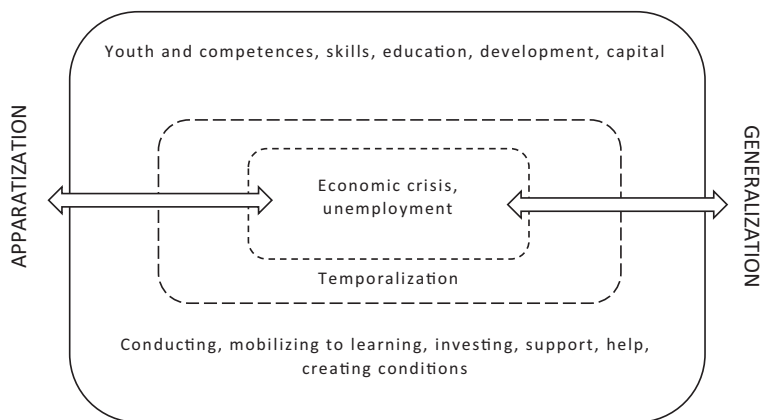 Youth and competences, skills, education, development, capital
APPARATIZATION
GENERALIZATION
Economic crisis,
unemployment
Temporalization
Conducting, mobilizing to learning, investing, support, help,
creating conditions